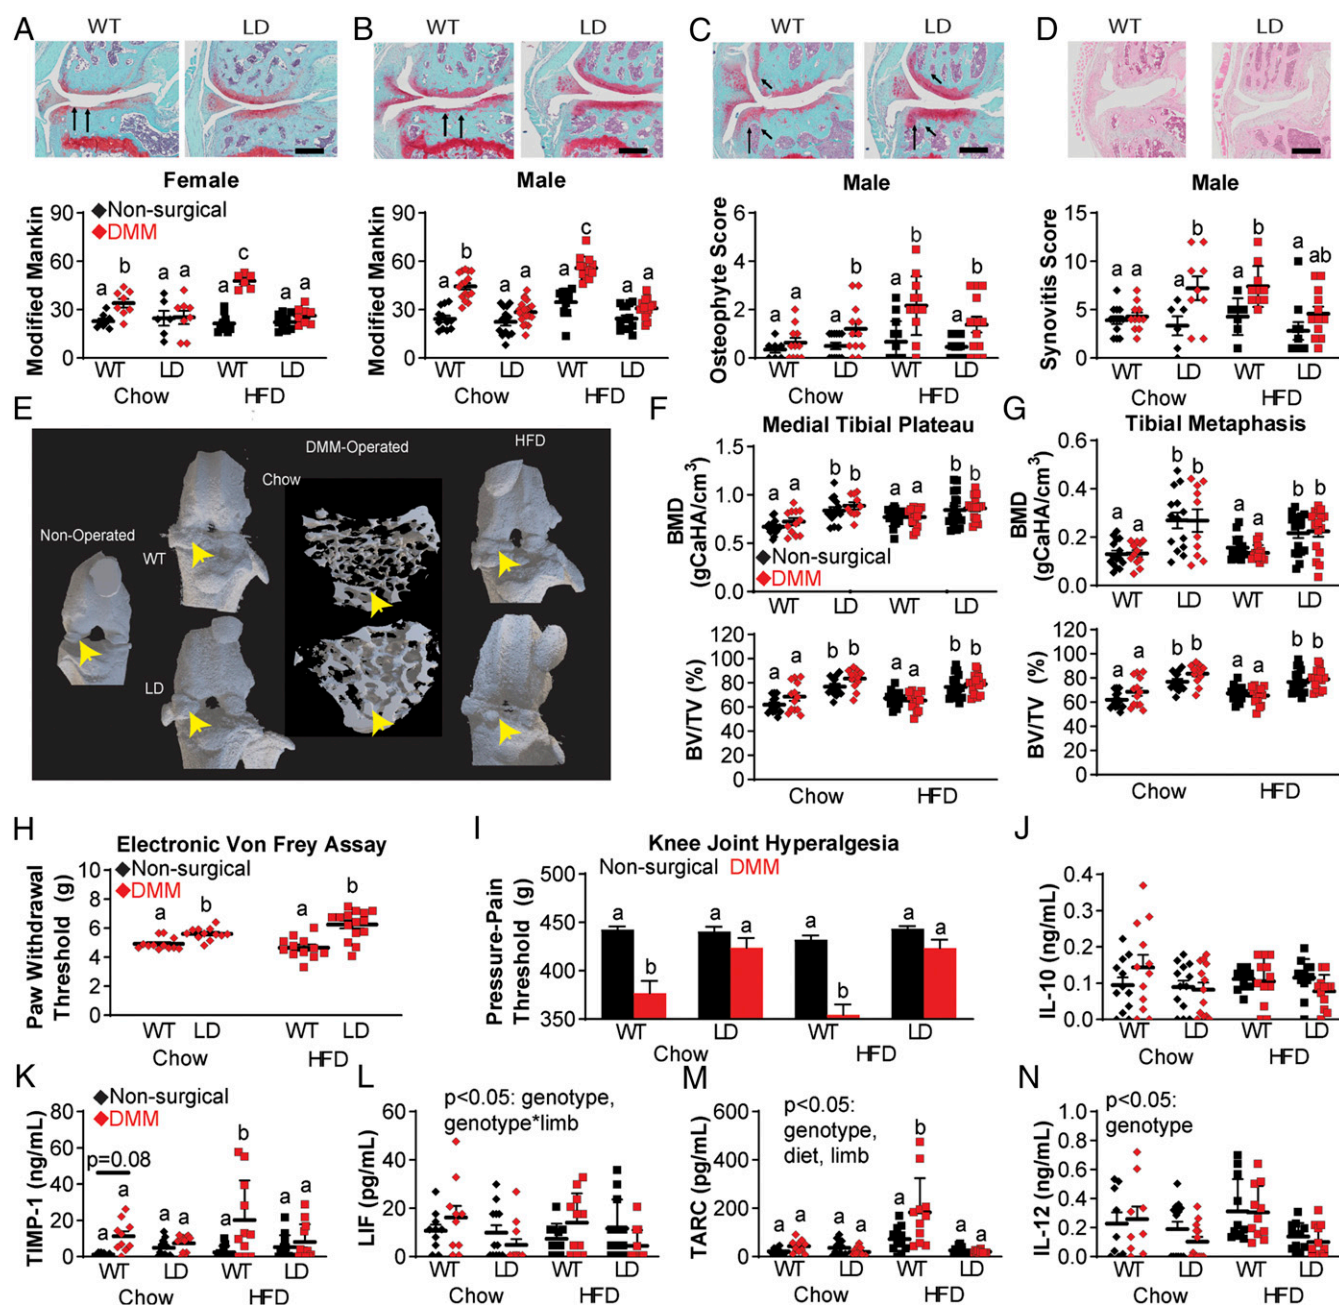 A WT LD B WT LD C WT LD D WT LD
Female Male Male Male
Modified Mankin
90
60
30
0
Non-surgical
DMM
a b a a a c a a
WT LD WT LD
Chow HFD
Modified Mankin
90
60
30
0
a b a a a c a a
WT LD WT LD
Chow HFD
Osteophyte Score
6
4
2
0
a a a b a b a b
WT LD WT LD
Chow HFD
Synovitis Score
15
10
5
0
a a a b a b a ab
WT LD WT LD
Chow HFD
E
DMM-Operated
HFD
Chow
Non-Operated
WT
LD
F Medial Tibial Plateau
BMD
(gCaHA/cm³)
1.5
1.0
0.5
0.0
a a b b a a b b
Non-surgical
DMM
WT LD WT LD
BV/TV (%)
120
100
80
60
40
20
0
a a b b a a b b
Chow HFD
G Tibial Metaphasis
BMD
(gCaHA/cm³)
0.6
0.4
0.2
0.0
a a b b a a b b
WT LD WT LD
BV/TV (%)
120
100
80
60
40
20
0
a a b b a a b b
Chow HFD
H Electronic Von Frey Assay
Paw Withdrawal
Threshold (g)
10
8
6
4
2
0
Non-surgical
DMM
a b a b
WT LD WT LD
Chow HFD
I Knee Joint Hyperalgesia
Non-surgical DMM
Pressure-Pain
Threshold (g)
450
400
350
a b a a a b a a
WT LD WT LD
Chow HFD
J
IL-10 (ng/mL)
0.4
0.3
0.2
0.1
0.0
WT LD WT LD
Chow HFD
K
TIMP-1 (ng/mL)
80
60
40
20
0
Non-surgical
DMM
p=0.08
a a a a a b a a
WT LD WT LD
Chow HFD
L
LIF (pg/mL)
60
40
20
0
p<0.05: genotype,
genotype*limb
WT LD WT LD
Chow HFD
M
TARC (pg/mL)
600
400
200
0
p<0.05:
genotype,
diet, limb
a a a a a b a a
WT LD WT LD
Chow HFD
N
IL-12 (ng/mL)
1.0
0.8
0.6
0.4
0.2
0.0
p<0.05:
genotype
WT LD WT LD
Chow HFD